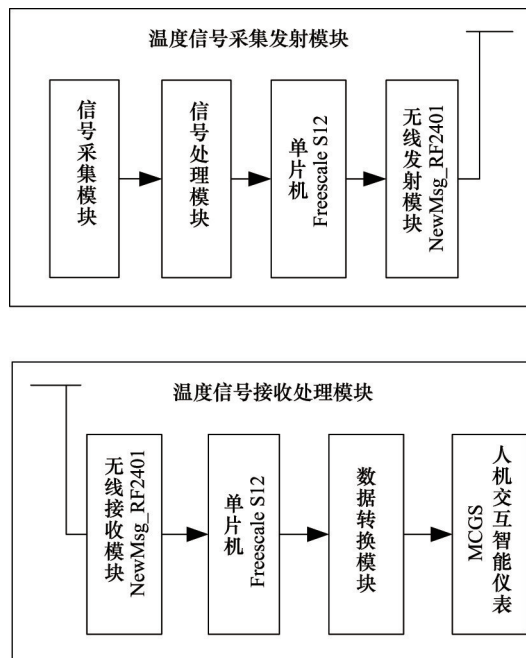 温度信号采集发射模块
信号采集模块
信号处理模块
单片机
Freescale S12
无线发射模块
NewMsg_RF2401
温度信号接收处理模块
无线接收模块
NewMsg_RF2401
单片机
Freescale S12
数据转换模块
人机交互智能仪表
MCGS